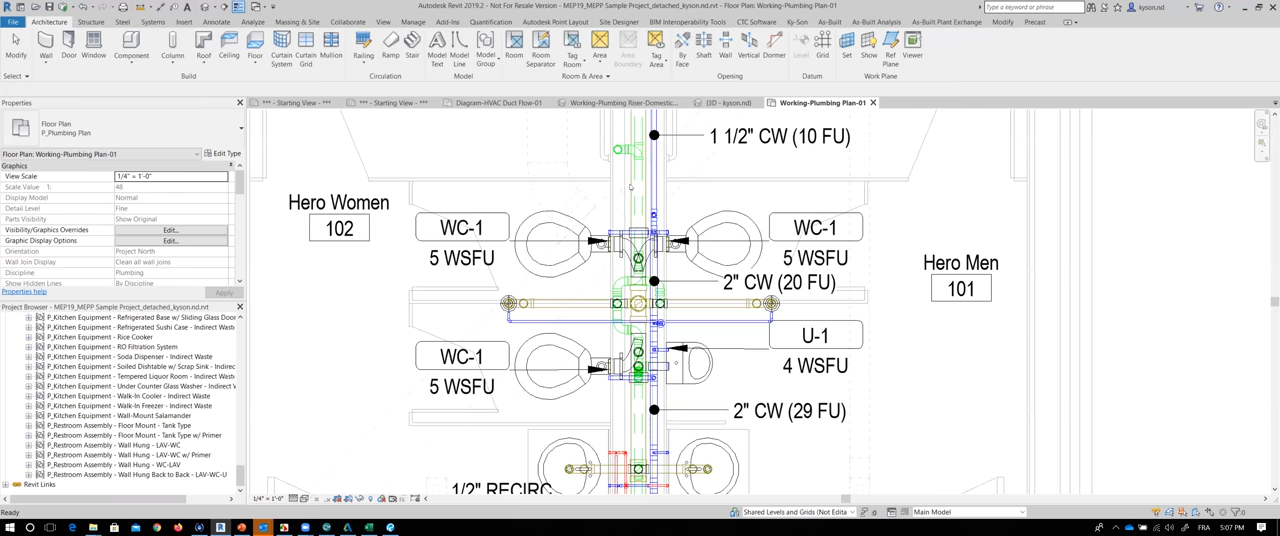 Autodesk Revit 2019.2 - Not For Resale Version - MEP19_MEPP Sample Project_detached_kyson.nd.rvt - Floor Plan: Working-Plumbing Plan-01
Type a keyword or phrase
kyson.nd
Architecture Structure Steel Systems Insert Annotate Analyze Massing & Site Collaborate View Manage Add-Ins Quantification Autodesk Point Layout Site Designer BIM Interoperability Tools CTC Software Ky-Son As-Built As-Built Analysis As-Built Plant Exchange As-Built Modify Precast
Modify Wall Door Window Component Column Roof Ceiling Floor Curtain System Curtain Grid Mullion Railing Ramp Stair Model Text Model Line Model Group Room Room Separator Tag Room Area Area Boundary Tag Area By Face Shaft Wall Vertical Dormer Level Grid Set Show Ref Plane Viewer
Select Build Circulation Model Room & Area Opening Datum Work Plane
Properties
*** - Starting View - ***
*** - Starting View - ***
Diagram-HVAC Duct Flow-01
Working-Plumbing Riser-Domestic...
(3D - kyson.nd)
Working-Plumbing Plan-01
Floor Plan
P_Plumbing Plan
Floor Plan: Working-Plumbing Plan-01
Edit Type
Graphics
View Scale 1/4" = 1'-0"
Scale Value 1: 48
Display Model Normal
Detail Level Fine
Parts Visibility Show Original
Visibility/Graphics Overrides Edit...
Graphic Display Options Edit...
Orientation Project North
Wall Join Display Clean all wall joins
Discipline Plumbing
Show Hidden Lines By Discipline
Properties help
Apply
Project Browser - MEP19_MEPP Sample Project_detached_kyson.nd.rvt
P_Kitchen Equipment - Refrigerated Base w/ Sliding Glass Door
P_Kitchen Equipment - Refrigerated Sushi Case - Indirect Waste
P_Kitchen Equipment - Rice Cooker
P_Kitchen Equipment - RO Filtration System
P_Kitchen Equipment - Soda Dispenser - Indirect Waste
P_Kitchen Equipment - Soiled Dishtable w/ Scrap Sink - Indirect
P_Kitchen Equipment - Tempered Liquor Room - Indirect Waste
P_Kitchen Equipment - Under Counter Glass Washer - Indirect
P_Kitchen Equipment - Walk-In Cooler - Indirect Waste
P_Kitchen Equipment - Walk-In Freezer - Indirect Waste
P_Kitchen Equipment - Wall-Mount Salamander
P_Restroom Assembly - Floor Mount - Tank Type
P_Restroom Assembly - Floor Mount - Tank Type w/ Primer
P_Restroom Assembly - Wall Hung - LAV-WC
P_Restroom Assembly - Wall Hung - LAV-WC w/ Primer
P_Restroom Assembly - Wall Hung - WC-LAV
P_Restroom Assembly - Wall Hung Back to Back - LAV-WC-U
Revit Links
1 1/2" CW (10 FU)
Hero Women
102
WC-1
5 WSFU
WC-1
5 WSFU
Hero Men
101
2" CW (20 FU)
U-1
4 WSFU
WC-1
5 WSFU
2" CW (29 FU)
1/2" RECIRC
1/4" = 1'-0"
Ready
Shared Levels and Grids (Not Edita
:0
Main Model
:0
FRA
5:07 PM